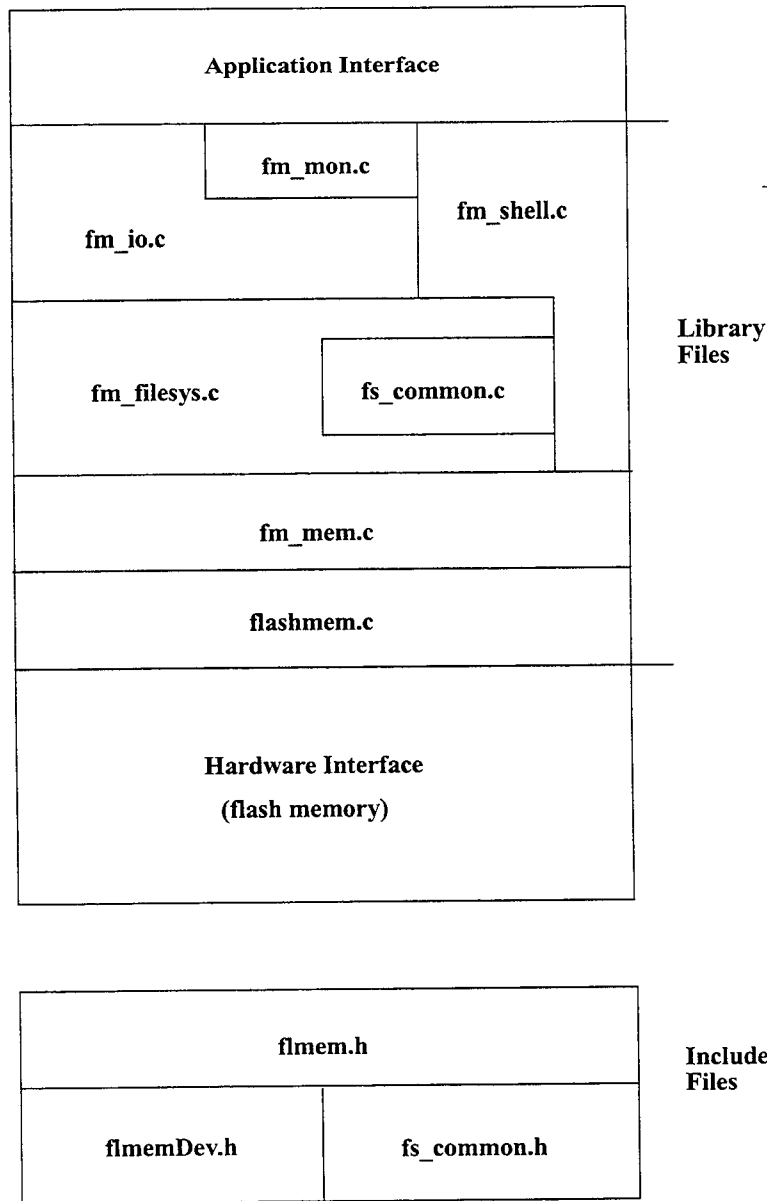 Application Interface
fm_mon.c
fm_shell.c
fm_io.c
Library
Files
fm_filesys.c
fs_common.c
fm_mem.c
flashmem.c
Hardware Interface
(flash memory)
flmem.h
Include
Files
flmemDev.h
fs_common.h